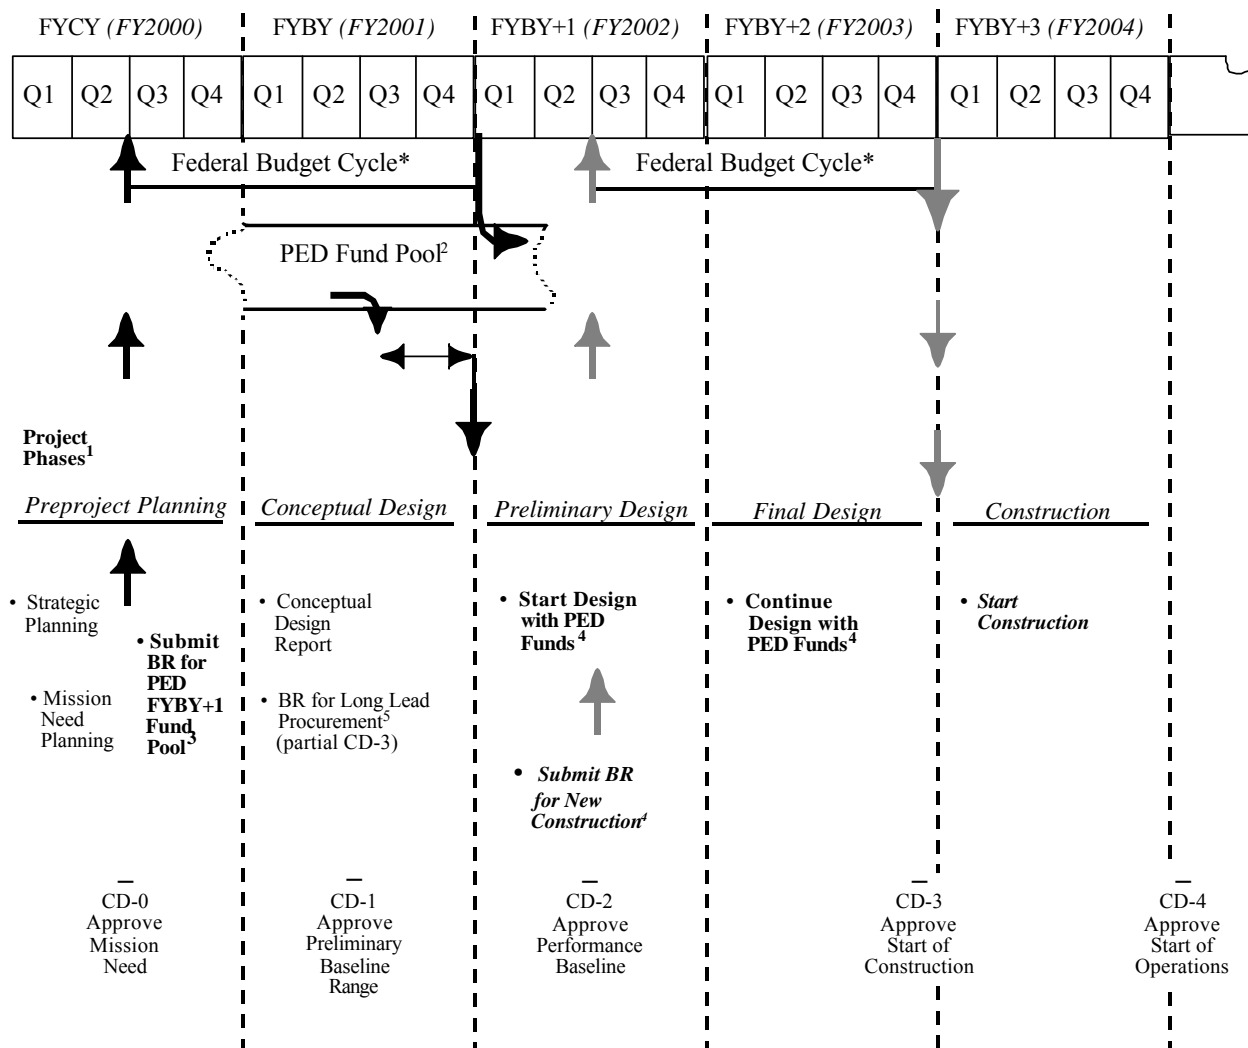 FYCY (FY2000) FYBY (FY2001) FYBY+1 (FY2002) FYBY+2 (FY2003) FYBY+3 (FY2004)
Q1 Q2 Q3 Q4 Q1 Q2 Q3 Q4 Q1 Q2 Q3 Q4 Q1 Q2 Q3 Q4 Q1 Q2 Q3 Q4
Federal Budget Cycle* Federal Budget Cycle*
PED Fund Pool²
Project
Phases¹
Preproject Planning Conceptual Design Preliminary Design Final Design Construction
• Strategic
Planning
• Mission
Need
Planning
• Submit
BR for
PED
FYBY+1
Fund
Pool³
• Conceptual
Design
Report
• BR for Long Lead
Procurement⁵
(partial CD-3)
• Start Design
with PED
Funds⁴
• Submit BR
for New
Construction⁴
• Continue
Design with
PED Funds⁴
• Start
Construction
CD-0
Approve
Mission
Need
CD-1
Approve
Preliminary
Baseline
Range
CD-2
Approve
Performance
Baseline
CD-3
Approve
Start of
Construction
CD-4
Approve
Start of
Operations